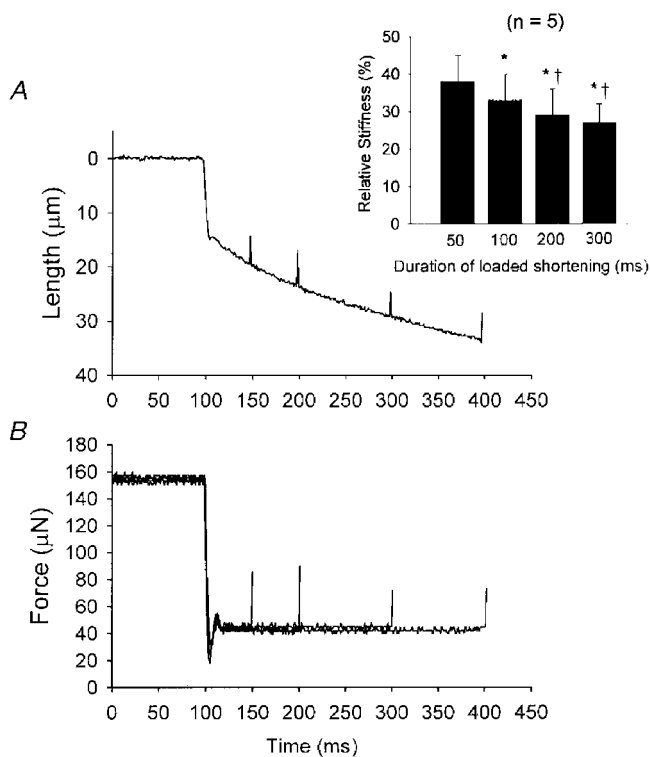 (n = 5)
Relative Stiffness (%)
50
40
30
20
10
0
*
* †
* †
50 100 200 300
Duration of loaded shortening (ms)
A
Length (μm)
0
10
20
30
40
0 50 100 150 200 250 300 350 400 450
B
Force (μN)
180
160
140
120
100
80
60
40
20
0
0 50 100 150 200 250 300 350 400 450
Time (ms)